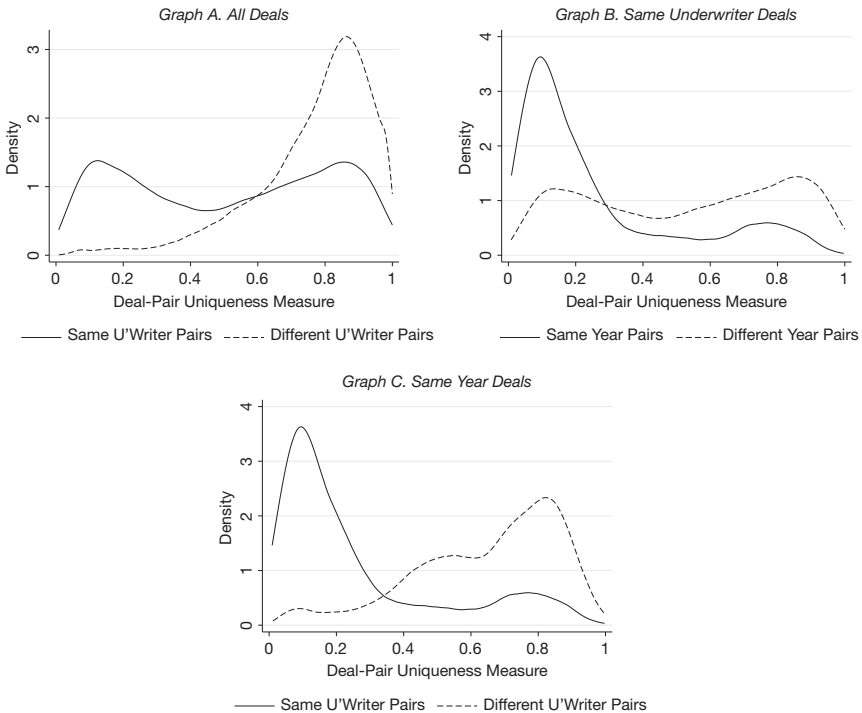 Graph A. All Deals
Density
3
2
1
0
0 0.2 0.4 0.6 0.8 1
Deal-Pair Uniqueness Measure
Same U'Writer Pairs Different U'Writer Pairs
Graph B. Same Underwriter Deals
Density
4
3
2
1
0
0 0.2 0.4 0.6 0.8 1
Deal-Pair Uniqueness Measure
Same Year Pairs Different Year Pairs
Graph C. Same Year Deals
Density
4
3
2
1
0
0 0.2 0.4 0.6 0.8 1
Deal-Pair Uniqueness Measure
Same U'Writer Pairs Different U'Writer Pairs